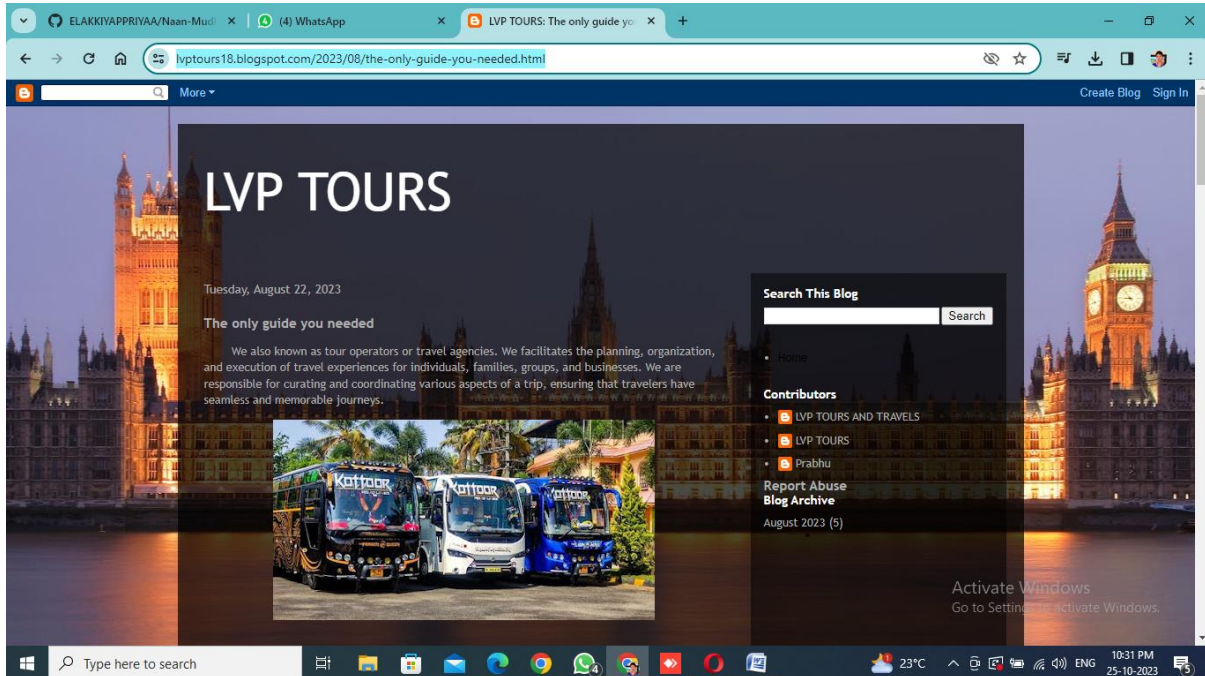 ELAKKIYAPPRIYAA/Naan-Mudl
(4) WhatsApp
LVP TOURS: The only guide yo
lvptours18.blogspot.com/2023/08/the-only-guide-you-needed.html
More
Create Blog Sign In
LVP TOURS
Tuesday, August 22, 2023
The only guide you needed
We also known as tour operators or travel agencies. We facilitates the planning, organization,
and execution of travel experiences for individuals, families, groups, and businesses. We are
responsible for curating and coordinating various aspects of a trip, ensuring that travelers have
seamless and memorable journeys.
Kottoor
Kottoor
Kottoor
Search This Blog
Search
Home
Contributors
LVP TOURS AND TRAVELS
LVP TOURS
Prabhu
Report Abuse
Blog Archive
August 2023 (5)
Activate Windows
Go to Settings to activate Windows.
Type here to search
23°C
ENG
10:31 PM
25-10-2023
5